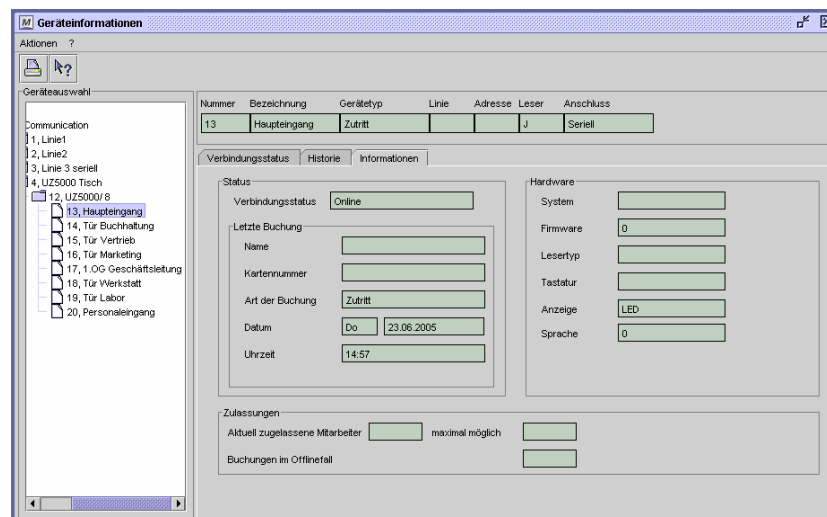 Geräteinformationen
Aktionen ?
Geräteauswahl
Communication
1, Linie1
2, Linie2
3, Linie 3 seriell
4, UZ5000 Tisch
12, UZ5000/ 8
13, Haupteingang
14, Tür Buchhaltung
15, Tür Vertrieb
16, Tür Marketing
17, 1.OG Geschäftsleitung
18, Tür Werkstatt
19, Tür Labor
20, Personaleingang
Nummer Bezeichnung Gerätetyp Linie Adresse Leser Anschluss
13 Haupteingang Zutritt J Seriell
Verbindungsstatus Historie Informationen
Status
Verbindungsstatus Online
Letzte Buchung
Name
Kartennummer
Art der Buchung Zutritt
Datum Do 23.06.2005
Uhrzeit 14:57
Hardware
System
Firmware 0
Lesertyp
Tastatur
Anzeige LED
Sprache 0
Zulassungen
Aktuell zugelassene Mitarbeiter maximal möglich
Buchungen im Offlinefall